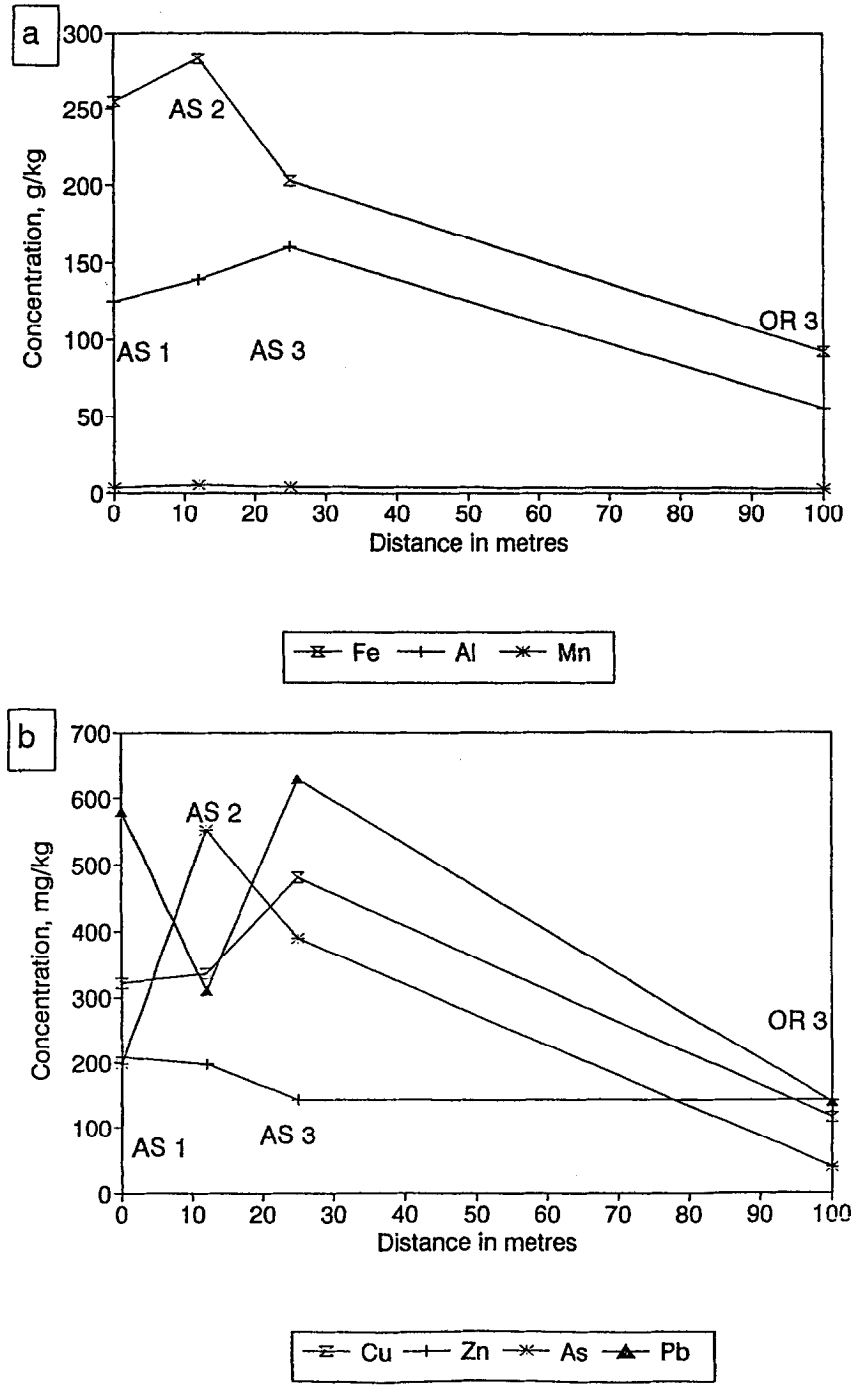 a
300
250
200
150
100
50
0
Concentration, g/kg
AS 2
AS 1
AS 3
OR 3
0 10 20 30 40 50 60 70 80 90 100
Distance in metres
Fe Al Mn
b
700
600
500
400
300
200
100
0
Concentration, mg/kg
AS 2
OR 3
AS 1
AS 3
0 10 20 30 40 50 60 70 80 90 100
Distance in metres
Cu Zn As Pb